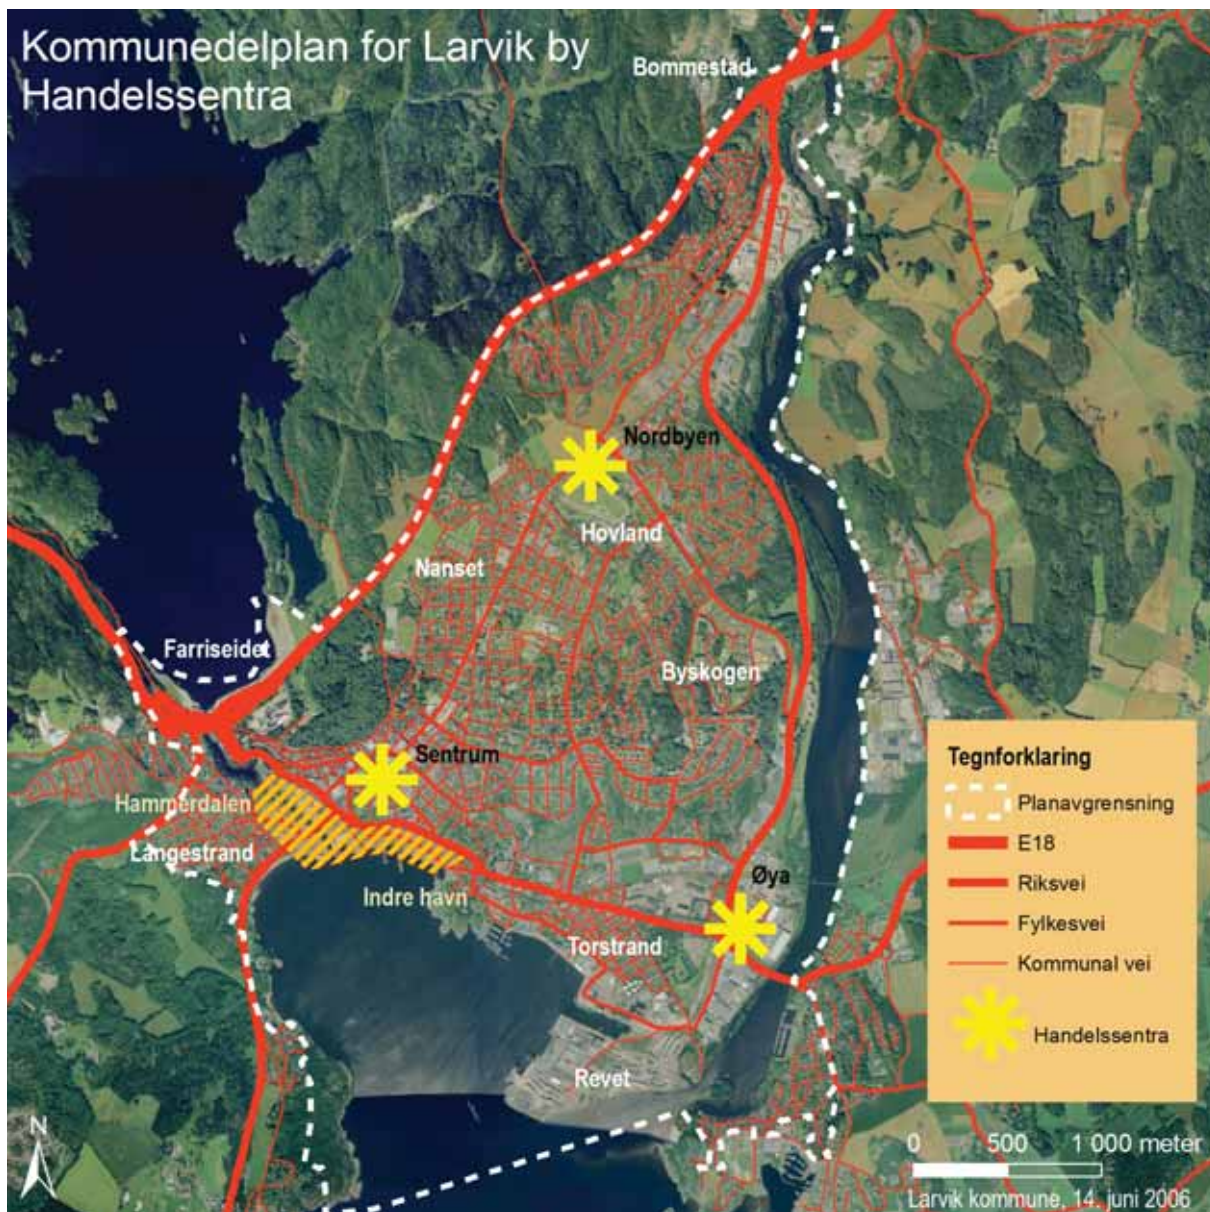 Kommunedelplan for Larvik by
Handelssentra
Bommestad
Nordbyen
Hovland
Nanset
Farriseidet
Byskogen
Sentrum
Hammerdalen
Langestrand
Indre havn
Øya
Torstrand
Revet
Tegnforklaring
Planavgrensning
E18
Riksvei
Fylkesvei
Kommunal vei
Handelssentra
N
0 500 1 000 meter
Larvik kommune, 14. juni 2006